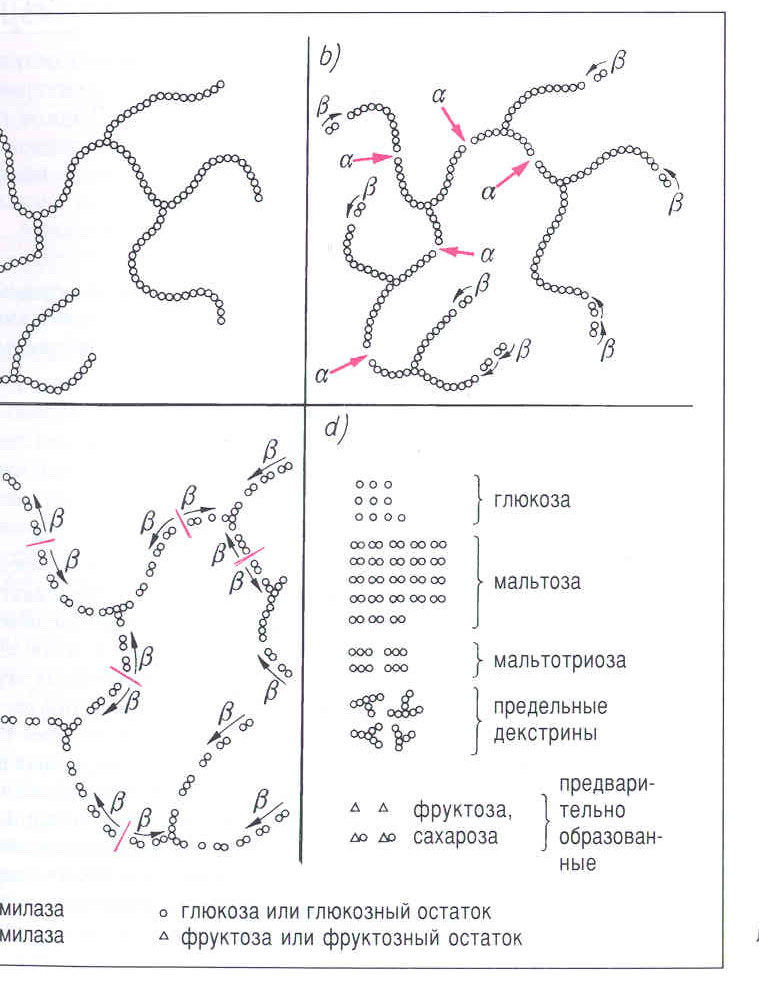 b)
β
β
α
α
α
β
β
α
β
β
α
β
d)
β
β
β
β
β
β
β
β
β
β
β
β
β
β
глюкоза
мальтоза
мальтотриоза
предельные
декстрины
фруктоза,
сахароза
предвари-
тельно
образован-
ные
милаза
глюкоза или глюкозный остаток
милаза
фруктоза или фруктозный остаток